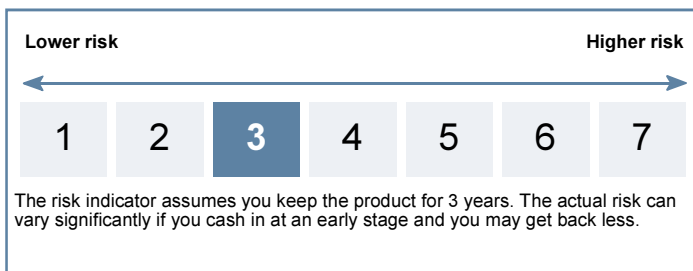 Lower risk Higher risk
1 2 3 4 5 6 7
The risk indicator assumes you keep the product for 3 years. The actual risk can
vary significantly if you cash in at an early stage and you may get back less.